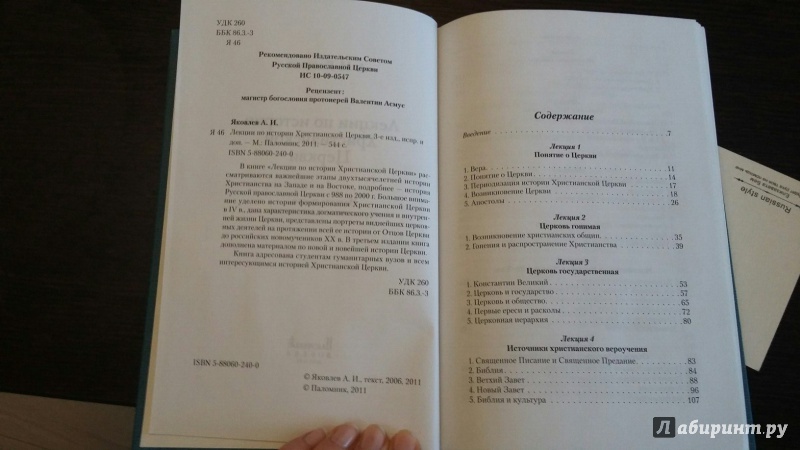 УДК 260
ББК 86,3-3
Я 46
Рекомендовано Издательским Советом
Русской Православной Церкви
ИС 10-09-0547
Рецензент:
магистр богословия протоиерей Валентин Асмус
Яковлев А. И.
Я 46 Лекции по истории Христианской Церкви. 3-е изд., испр. и
доп. — М.: Паломник, 2011. — 544 с.
ISBN 5-88060-240-0
В книге «Лекции по истории Христианской Церкви» рас-
сматриваются важнейшие этапы двухтысячелетней истории
Христианства на Западе и на Востоке, подробное — история
Русской православной Церкви с 988 по 2000 г. Большое внима-
ние уделено истории формирования Христианской Церкви
в IV в., дана характеристика догматического учения и внутрен-
ней жизни Церкви, представлены портреты виднейших церков-
ных деятелей на протяжении всей ее истории от Отцов Церкви
до российских новомучеников XX в. В третьем издании книга
дополнена материалом по новой и новейшей истории Церкви.
Книга адресована студентам гуманитарных вузов и всем
интересующимся историей Христианской Церкви.
УДК 260
ББК 86,3-3
ISBN 5-88060-240-0
© Яковлев А. И., текст, 2006, 2011
© Паломник, 2011
Содержание
Введение 7
Лекция 1
Понятие о Церкви
1. Вера 11
2. Понятие о Церкви 14
3. Периодизация истории Христианской Церкви 17
4. Возникновение Церкви 18
5. Апостолы 26
Лекция 2
Церковь гонимая
1. Возникновение христианских общин 35
2. Гонения и распространение Христианства 39
Лекция 3
Церковь государственная
1. Константин Великий 53
2. Церковь и государство 57
3. Церковь и общество 65
4. Первые ереси и расколы 72
5. Церковная иерархия 80
Лекция 4
Источники христианского вероучения
1. Священное Писание и Священное Предание 83
2. Библия 84
3. Ветхий Завет 88
4. Новый Завет 96
5. Библия и культура 107
Russian style
Лабиринт.ру